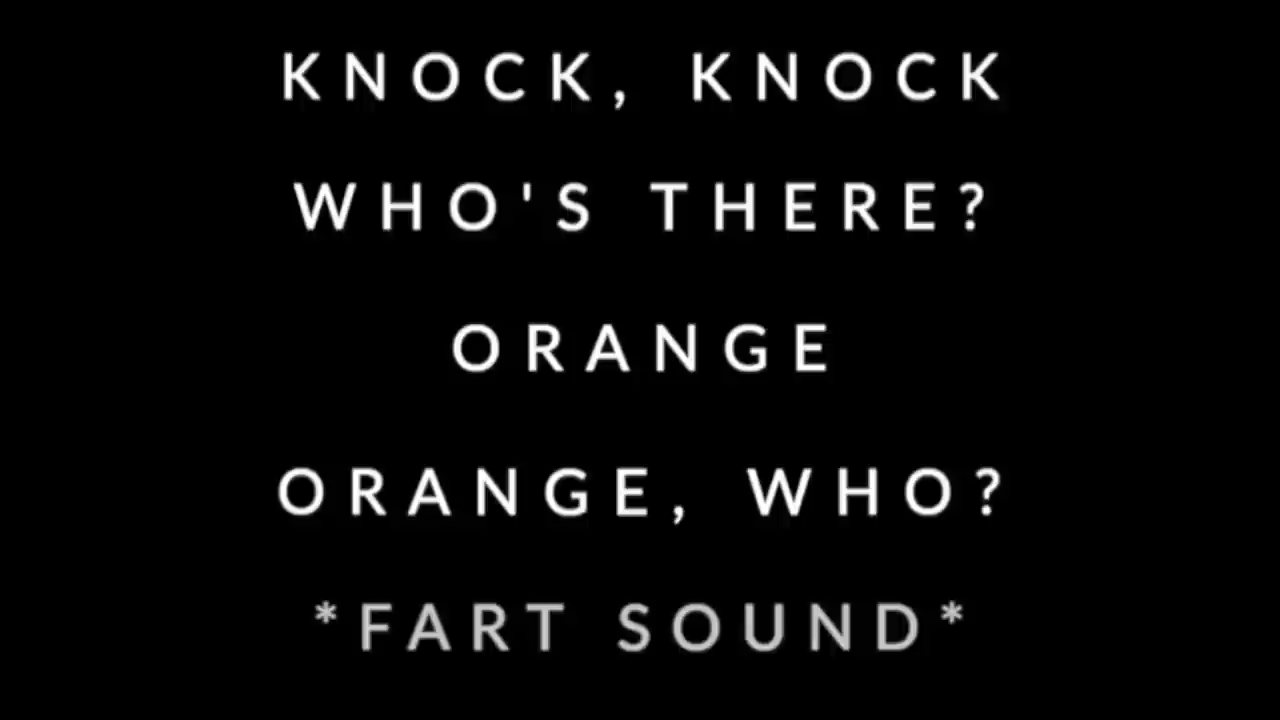 KNOCK, KNOCK
WHO'S THERE?
ORANGE
ORANGE, WHO?
*FART SOUND*